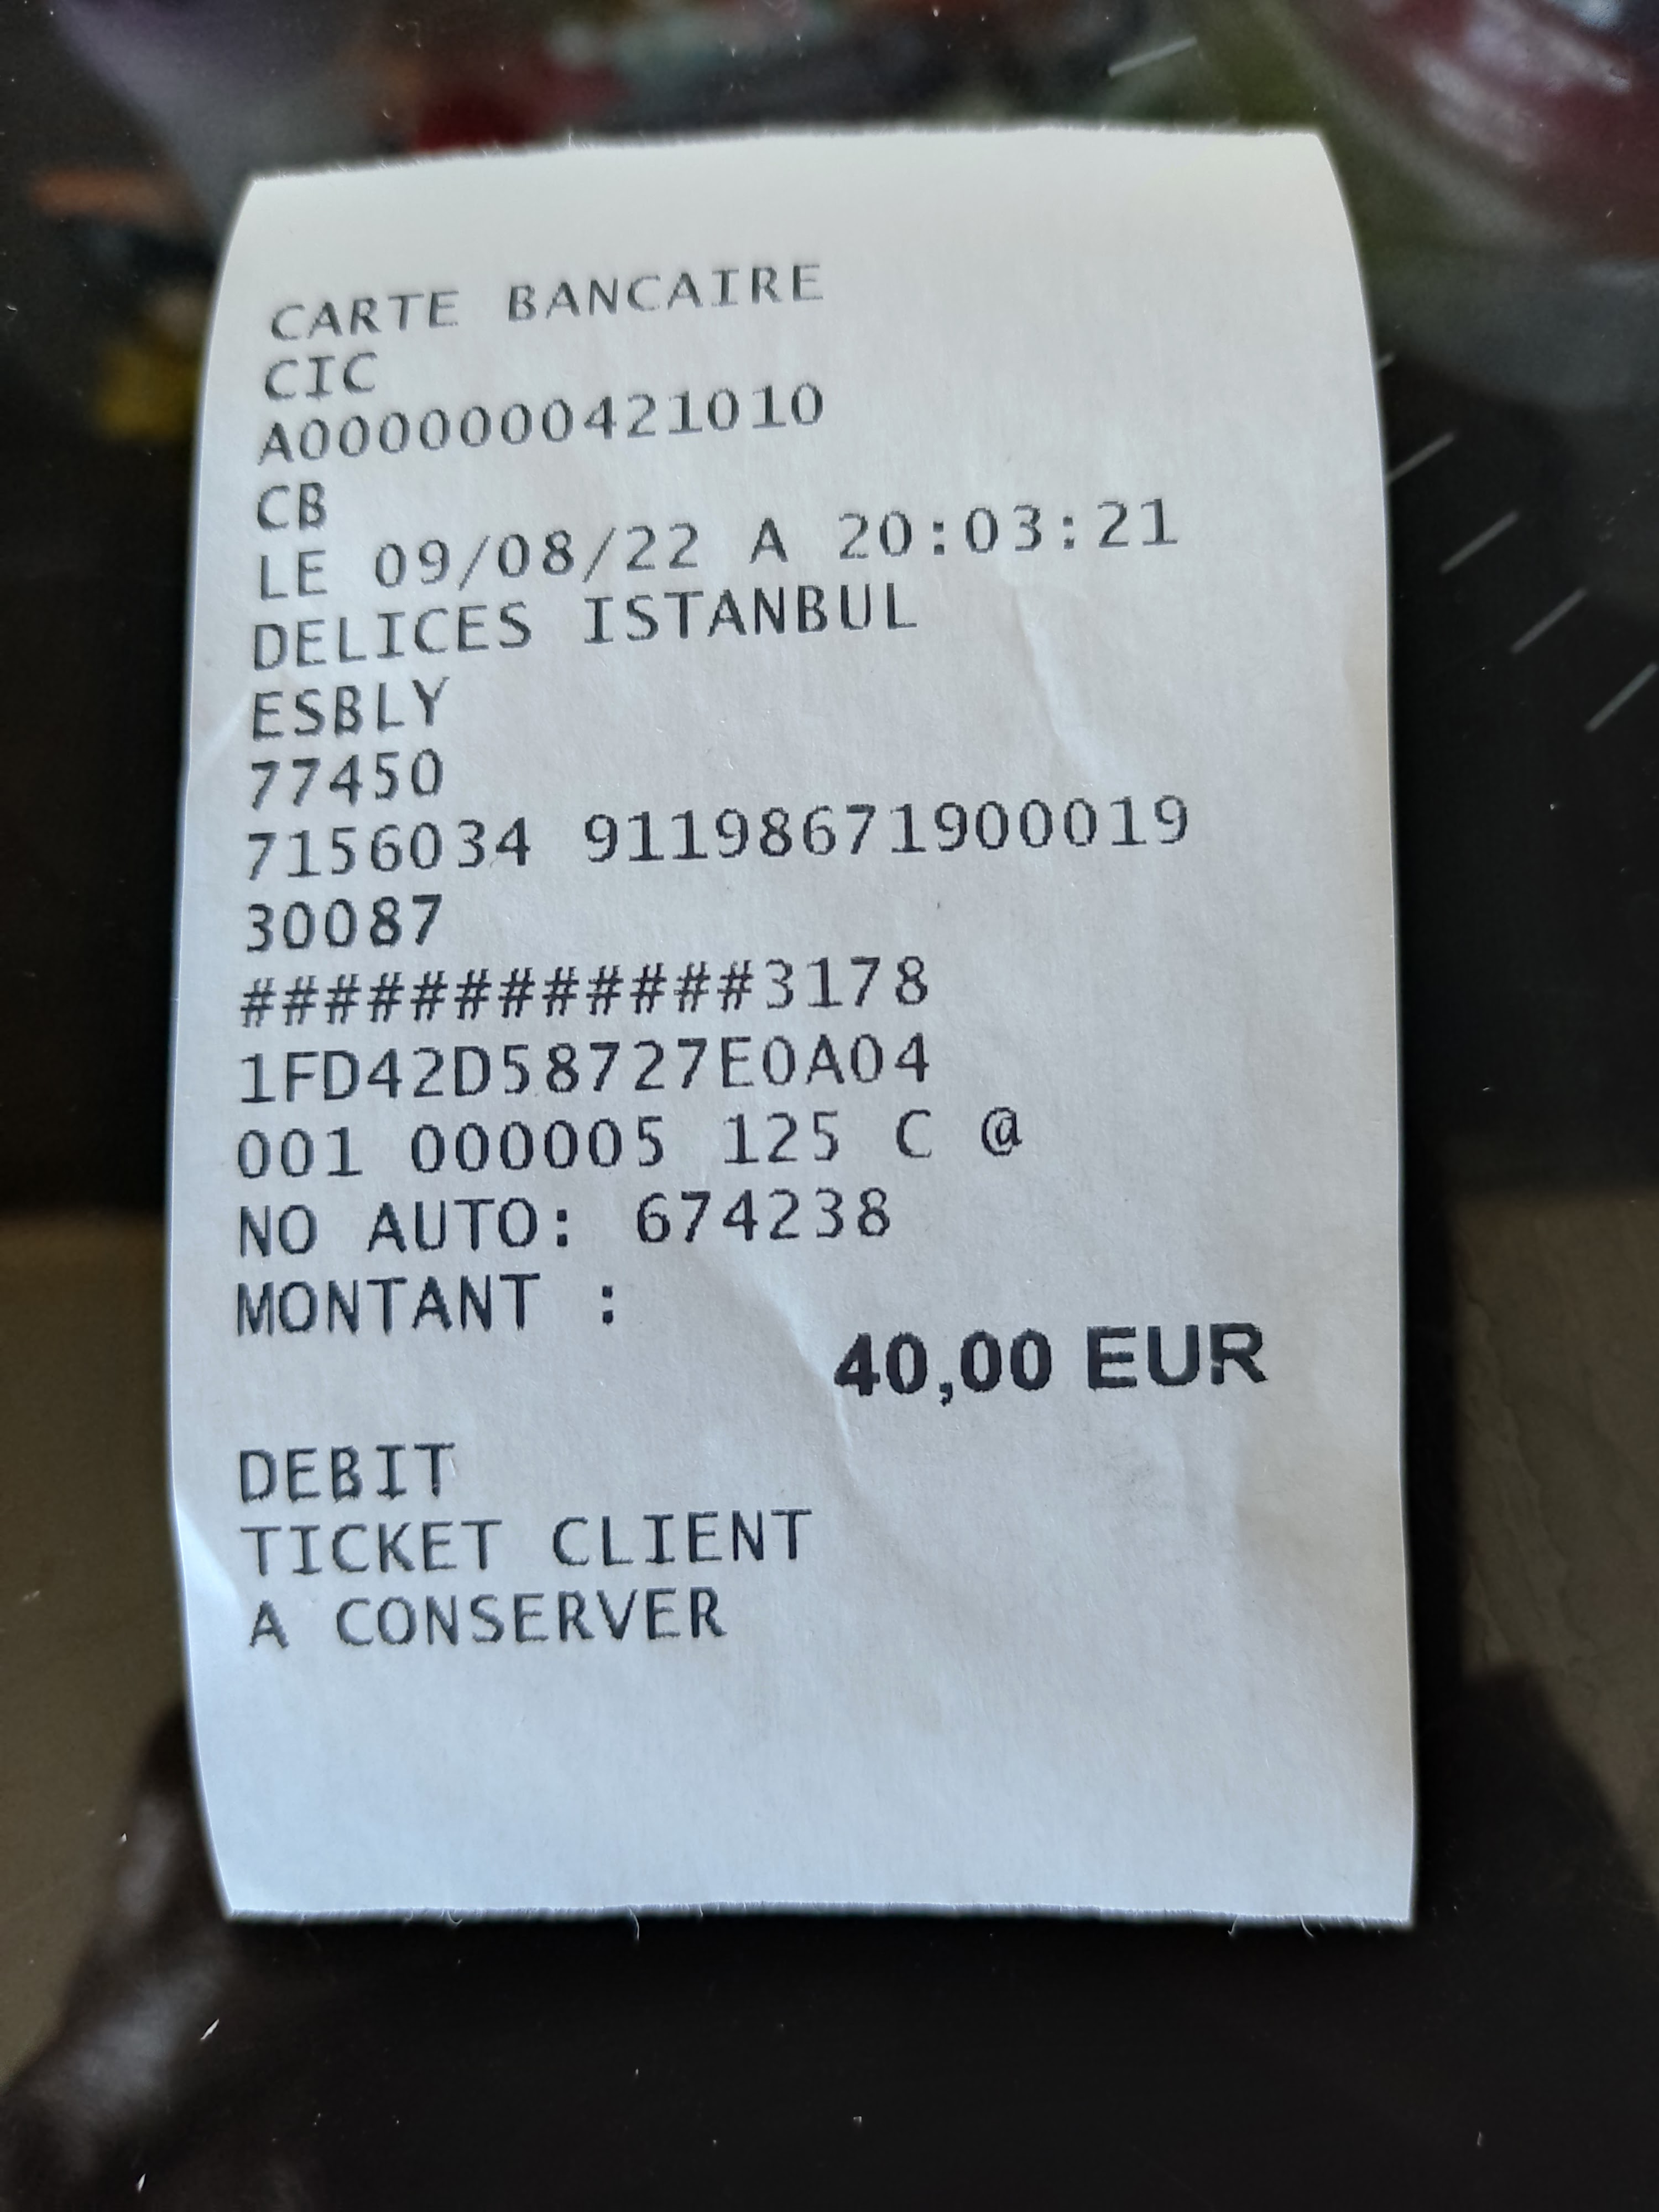 CARTE BANCAIRE
CIC
A0000000421010
CB
LE 09/08/22 A 20:03:21
DELICES ISTANBUL
ESBLY
77450
7156034 91198671900019
30087
############3178
1FD42D58727E0A04
001 000005 125 C @
NO AUTO: 674238
MONTANT :
40,00 EUR
DEBIT
TICKET CLIENT
A CONSERVER